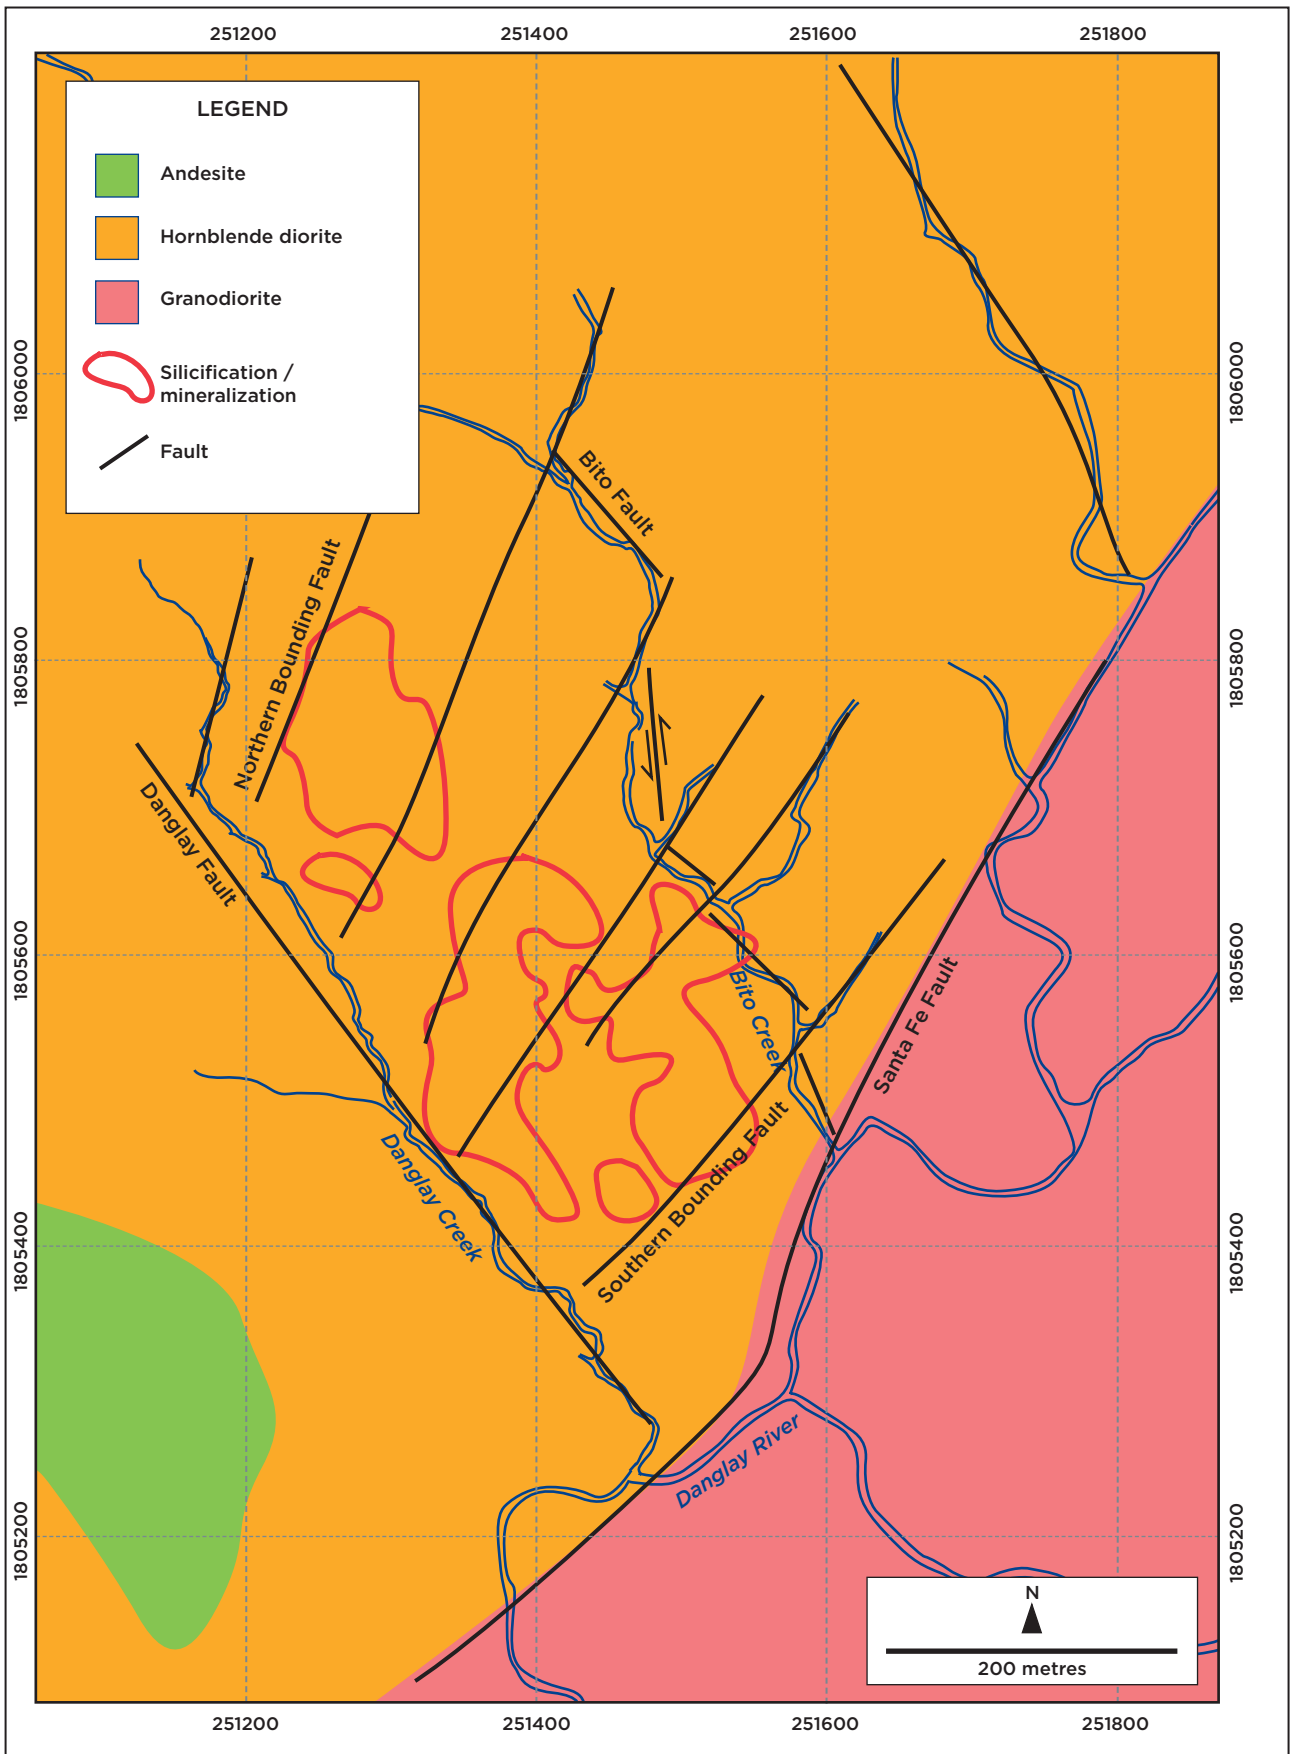 251200
251400
251600
251800
LEGEND
Andesite
Hornblende diorite
Granodiorite
Silicification /
mineralization
Fault
1806000
1806000
Bito Fault
Northern Bounding Fault
1805800
1805800
Danglay Fault
1805600
1805600
Bito Creek
Santa Fe Fault
Danglay Creek
Southern Bounding Fault
1805400
1805400
Danglay River
1805200
1805200
N
200 metres
251200
251400
251600
251800